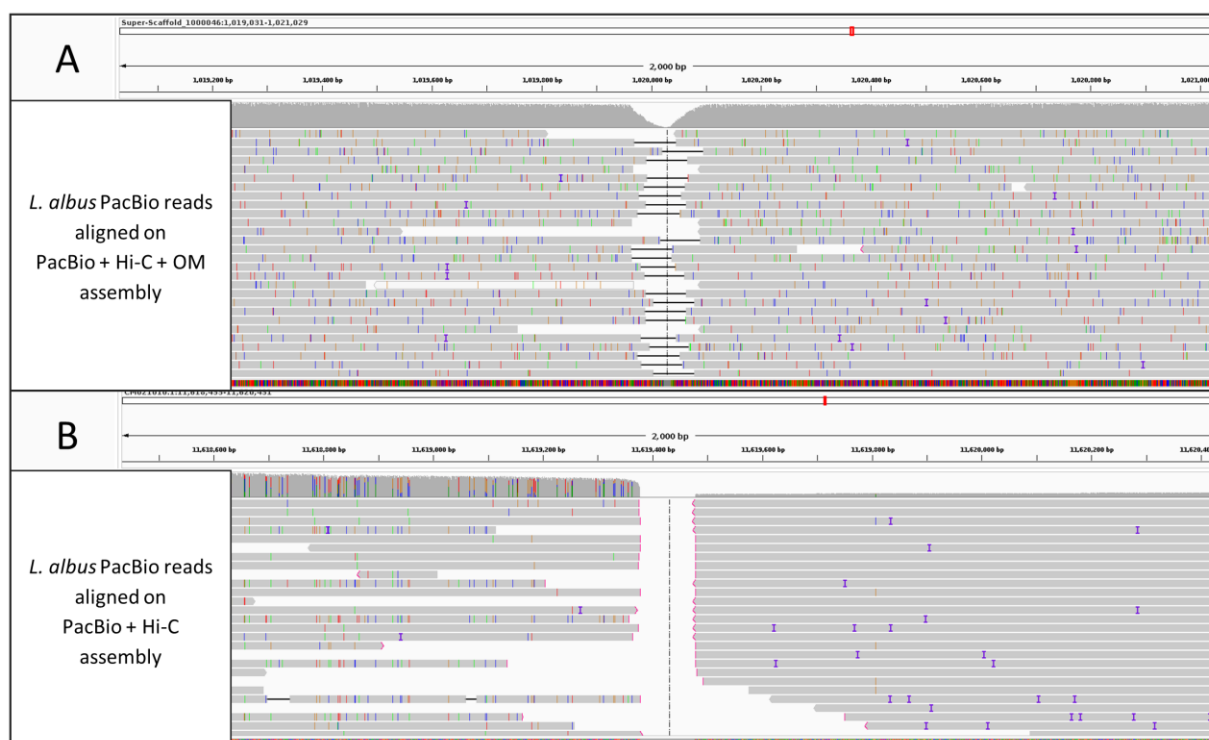 Super-Scaffold_1000046:1,019,031-1,021,029
A
2,000 bp
1,019,200 bp 1,019,400 bp 1,019,600 bp 1,019,800 bp 1,020,000 bp 1,020,200 bp 1,020,400 bp 1,020,600 bp 1,020,800 bp
L. albus PacBio reads
aligned on
PacBio + Hi-C + OM
assembly
B
2,000 bp
11,618,600 bp 11,618,800 bp 11,619,000 bp 11,619,200 bp 11,619,400 bp 11,619,600 bp 11,619,800 bp 11,620,000 bp 11,620,200 bp
L. albus PacBio reads
aligned on
PacBio + Hi-C
assembly